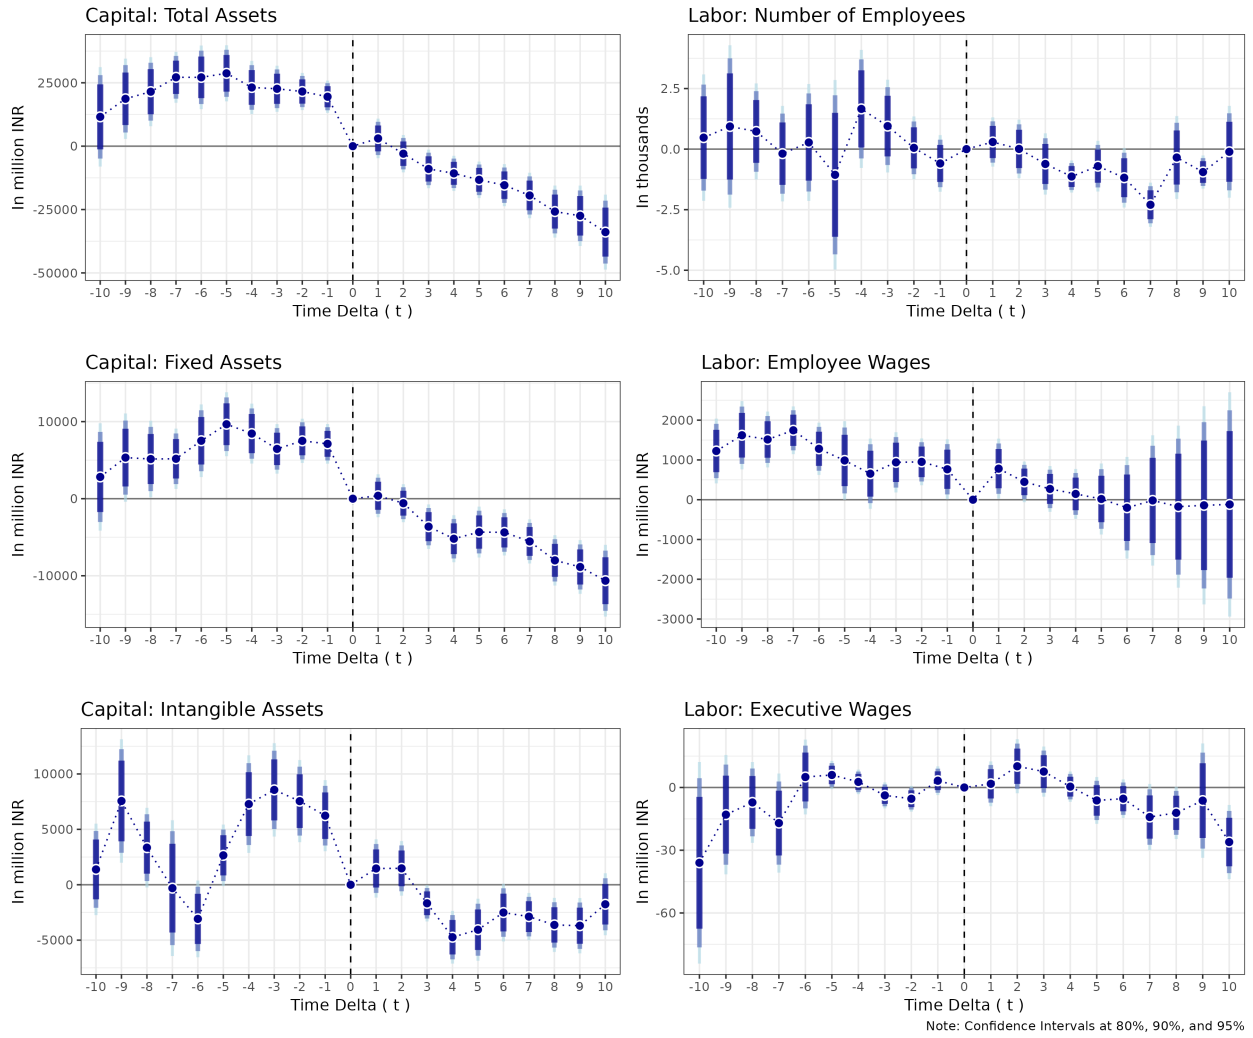 Capital: Total Assets
In million INR
25000
0
-25000
-50000
-10 -9 -8 -7 -6 -5 -4 -3 -2 -1 0 1 2 3 4 5 6 7 8 9 10
Time Delta ( t )
Labor: Number of Employees
In thousands
2.5
0.0
-2.5
-5.0
-10 -9 -8 -7 -6 -5 -4 -3 -2 -1 0 1 2 3 4 5 6 7 8 9 10
Time Delta ( t )
Capital: Fixed Assets
In million INR
10000
0
-10000
-10 -9 -8 -7 -6 -5 -4 -3 -2 -1 0 1 2 3 4 5 6 7 8 9 10
Time Delta ( t )
Labor: Employee Wages
In million INR
2000
1000
0
-1000
-2000
-3000
-10 -9 -8 -7 -6 -5 -4 -3 -2 -1 0 1 2 3 4 5 6 7 8 9 10
Time Delta ( t )
Capital: Intangible Assets
In million INR
10000
5000
0
-5000
-10 -9 -8 -7 -6 -5 -4 -3 -2 -1 0 1 2 3 4 5 6 7 8 9 10
Time Delta ( t )
Labor: Executive Wages
In million INR
0
-30
-60
-10 -9 -8 -7 -6 -5 -4 -3 -2 -1 0 1 2 3 4 5 6 7 8 9 10
Time Delta ( t )
Note: Confidence Intervals at 80%, 90%, and 95%